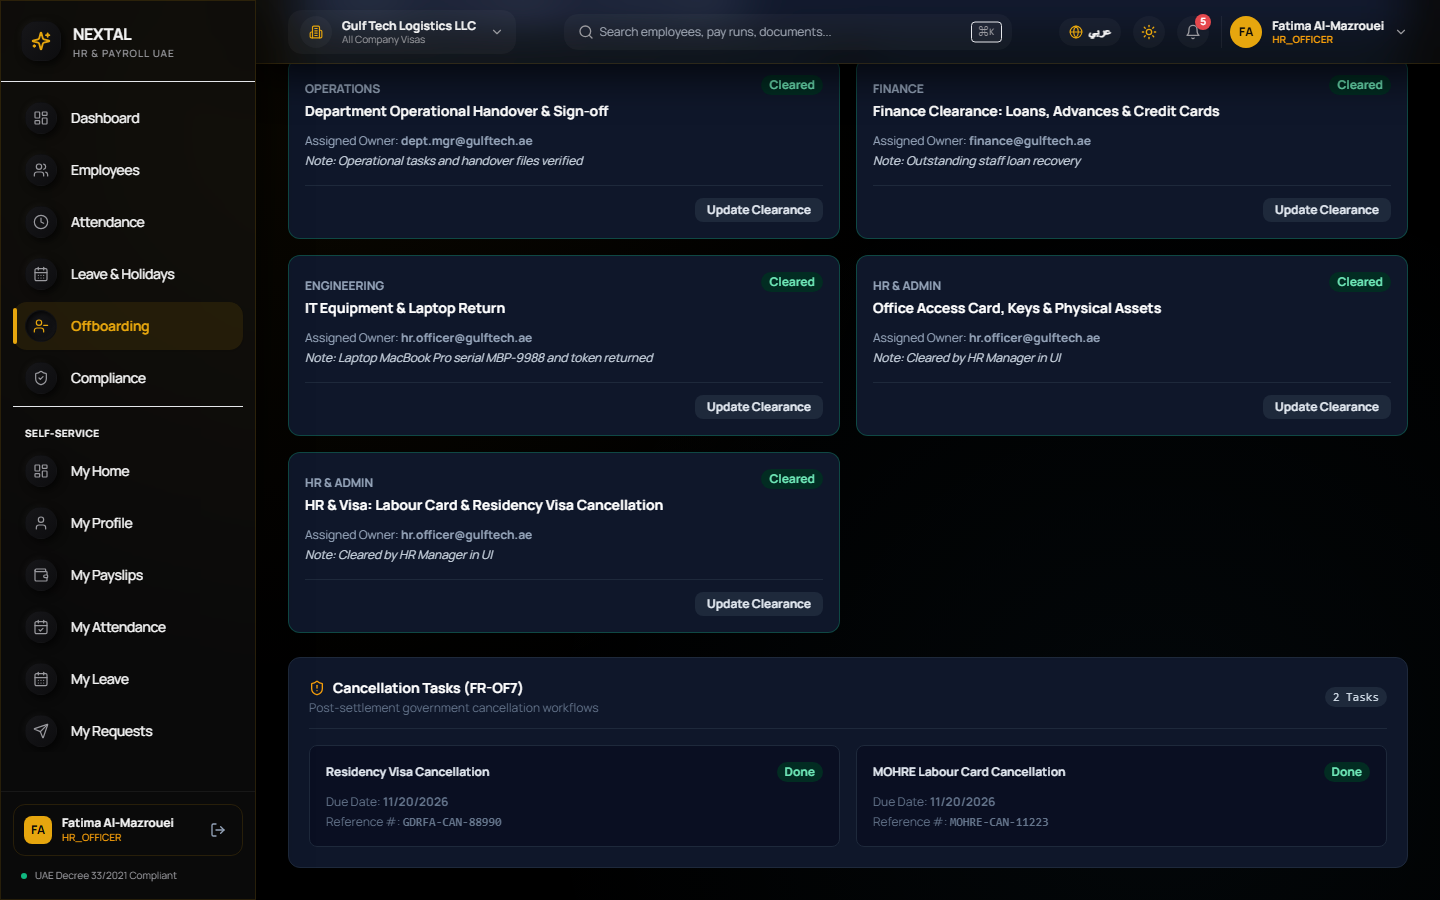 NEXTAL
HR & PAYROLL UAE
Dashboard
Employees
Attendance
Leave & Holidays
Offboarding
Compliance
SELF-SERVICE
My Home
My Profile
My Payslips
My Attendance
My Leave
My Requests
FA
Fatima Al-Mazrouei
HR_OFFICER
UAE Decree 33/2021 Compliant
Gulf Tech Logistics LLC
All Company Visas
Search employees, pay runs, documents...
⌘K
عربي
5
FA
Fatima Al-Mazrouei
HR_OFFICER
OPERATIONS
Cleared
Department Operational Handover & Sign-off
Assigned Owner: dept.mgr@gulftech.ae
Note: Operational tasks and handover files verified
Update Clearance
FINANCE
Cleared
Finance Clearance: Loans, Advances & Credit Cards
Assigned Owner: finance@gulftech.ae
Note: Outstanding staff loan recovery
Update Clearance
ENGINEERING
Cleared
IT Equipment & Laptop Return
Assigned Owner: hr.officer@gulftech.ae
Note: Laptop MacBook Pro serial MBP-9988 and token returned
Update Clearance
HR & ADMIN
Cleared
Office Access Card, Keys & Physical Assets
Assigned Owner: hr.officer@gulftech.ae
Note: Cleared by HR Manager in UI
Update Clearance
HR & ADMIN
Cleared
HR & Visa: Labour Card & Residency Visa Cancellation
Assigned Owner: hr.officer@gulftech.ae
Note: Cleared by HR Manager in UI
Update Clearance
Cancellation Tasks (FR-OF7)
Post-settlement government cancellation workflows
2 Tasks
Residency Visa Cancellation
Done
Due Date: 11/20/2026
Reference #: GDRFA-CAN-88990
MOHRE Labour Card Cancellation
Done
Due Date: 11/20/2026
Reference #: MOHRE-CAN-11223